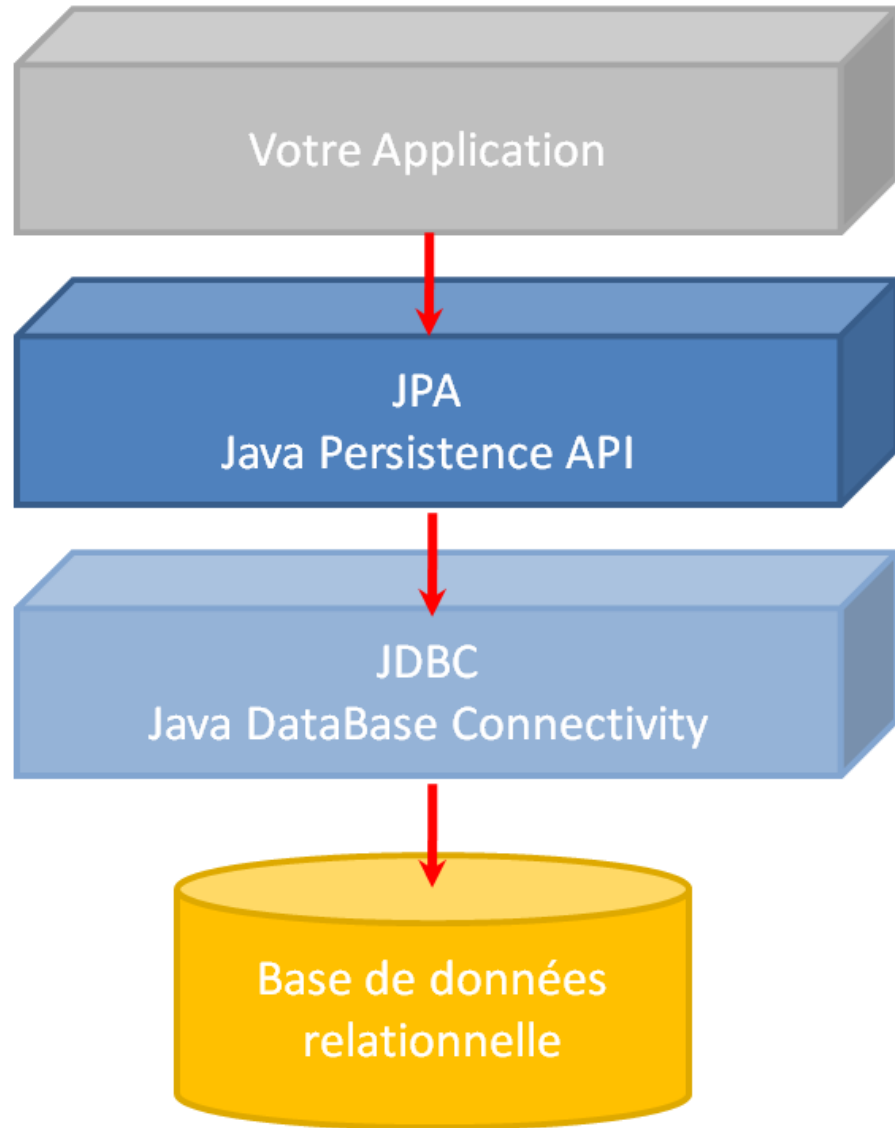 Votre Application
JPA
Java Persistence API
JDBC
Java DataBase Connectivity
Base de données
relationnelle